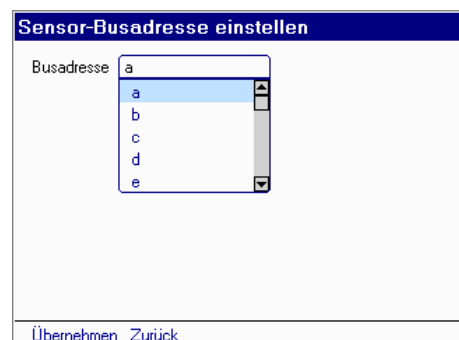 Sensor-Busadresse einstellen
Busadresse a
a
b
c
d
e
Übernehmen Zurück